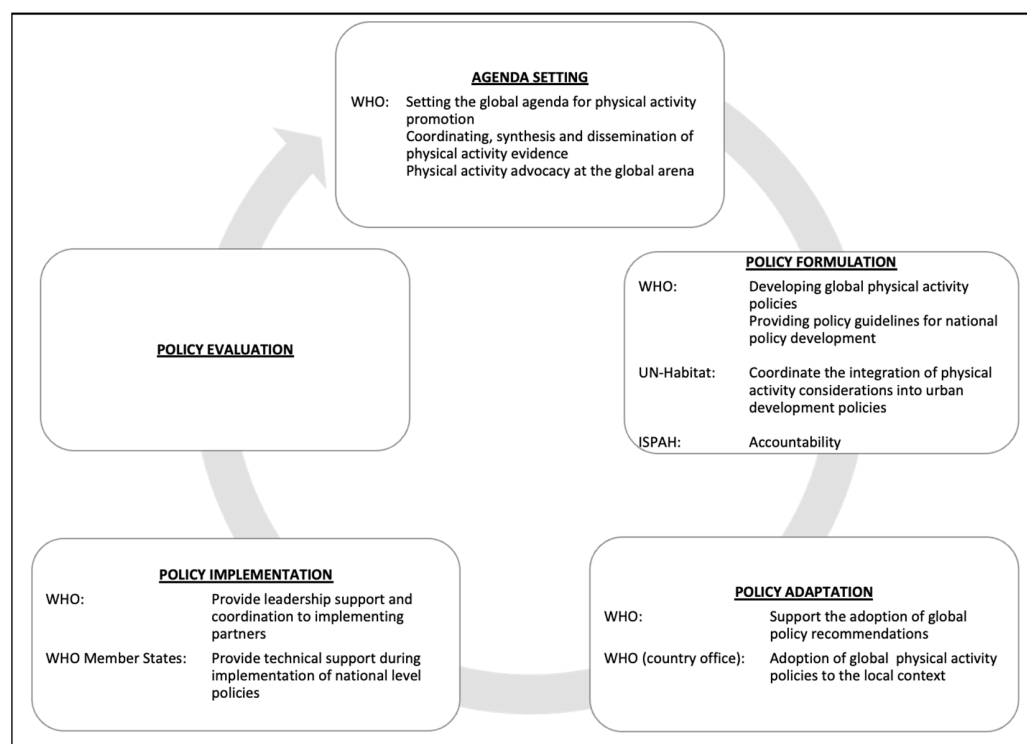 AGENDA SETTING
WHO: Setting the global agenda for physical activity
promotion
Coordinating, synthesis and dissemination of
physical activity evidence
Physical activity advocacy at the global arena
POLICY FORMULATION
WHO: Developing global physical activity
policies
Providing policy guidelines for national
policy development
UN-Habitat: Coordinate the integration of physical
activity considerations into urban
development policies
ISPAH: Accountability
POLICY ADAPTATION
WHO: Support the adoption of global
policy recommendations
WHO (country office): Adoption of global physical activity
policies to the local context
POLICY IMPLEMENTATION
WHO: Provide leadership support and
coordination to implementing
partners
WHO Member States: Provide technical support during
implementation of national level
policies
POLICY EVALUATION